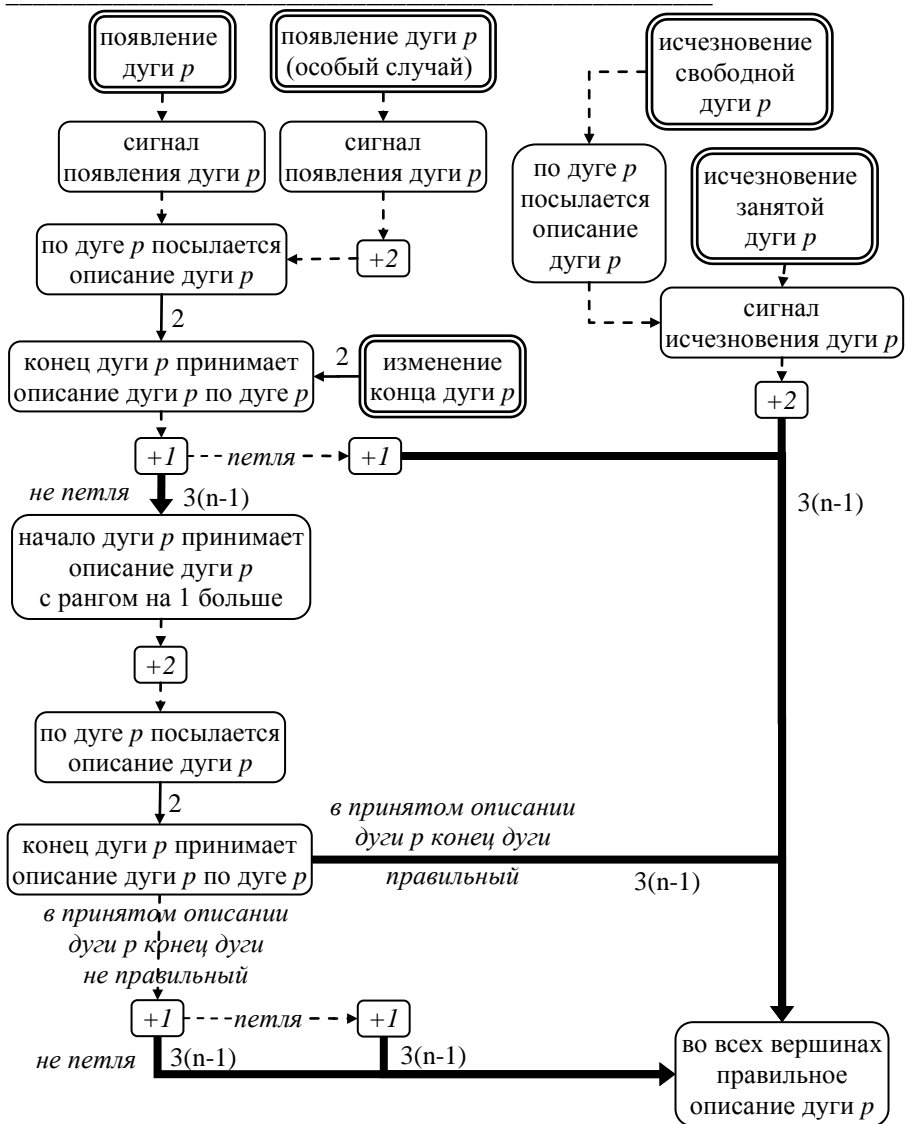 появление
дуги p
появление дуги p
(особый случай)
исчезновение
свободной
дуги p
сигнал
появления дуги p
сигнал
появления дуги p
по дуге p
посылается
описание
дуги p
исчезновение
занятой
дуги p
по дуге p посылается
описание дуги p
+2
сигнал
исчезновения дуги p
2
конец дуги p принимает
описание дуги p по дуге p
2
изменение
конца дуги p
+2
+1
петля
+1
не петля
3(n-1)
3(n-1)
начало дуги p принимает
описание дуги p
с рангом на 1 больше
+2
по дуге p посылается
описание дуги p
2
в принятом описании
дуги p конец дуги
правильный
3(n-1)
конец дуги p принимает
описание дуги p по дуге p
в принятом описании
дуги p конец дуги
не правильный
+1
петля
+1
не петля
3(n-1)
3(n-1)
во всех вершинах
правильное
описание дуги p